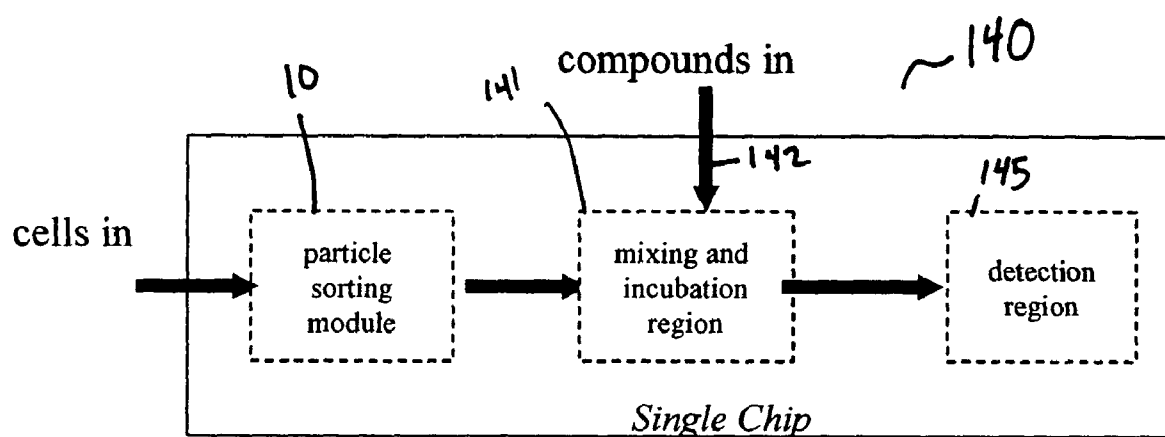 140
compounds in
10
141
142
145
cells in
particle
sorting
module
mixing and
incubation
region
detection
region
Single Chip